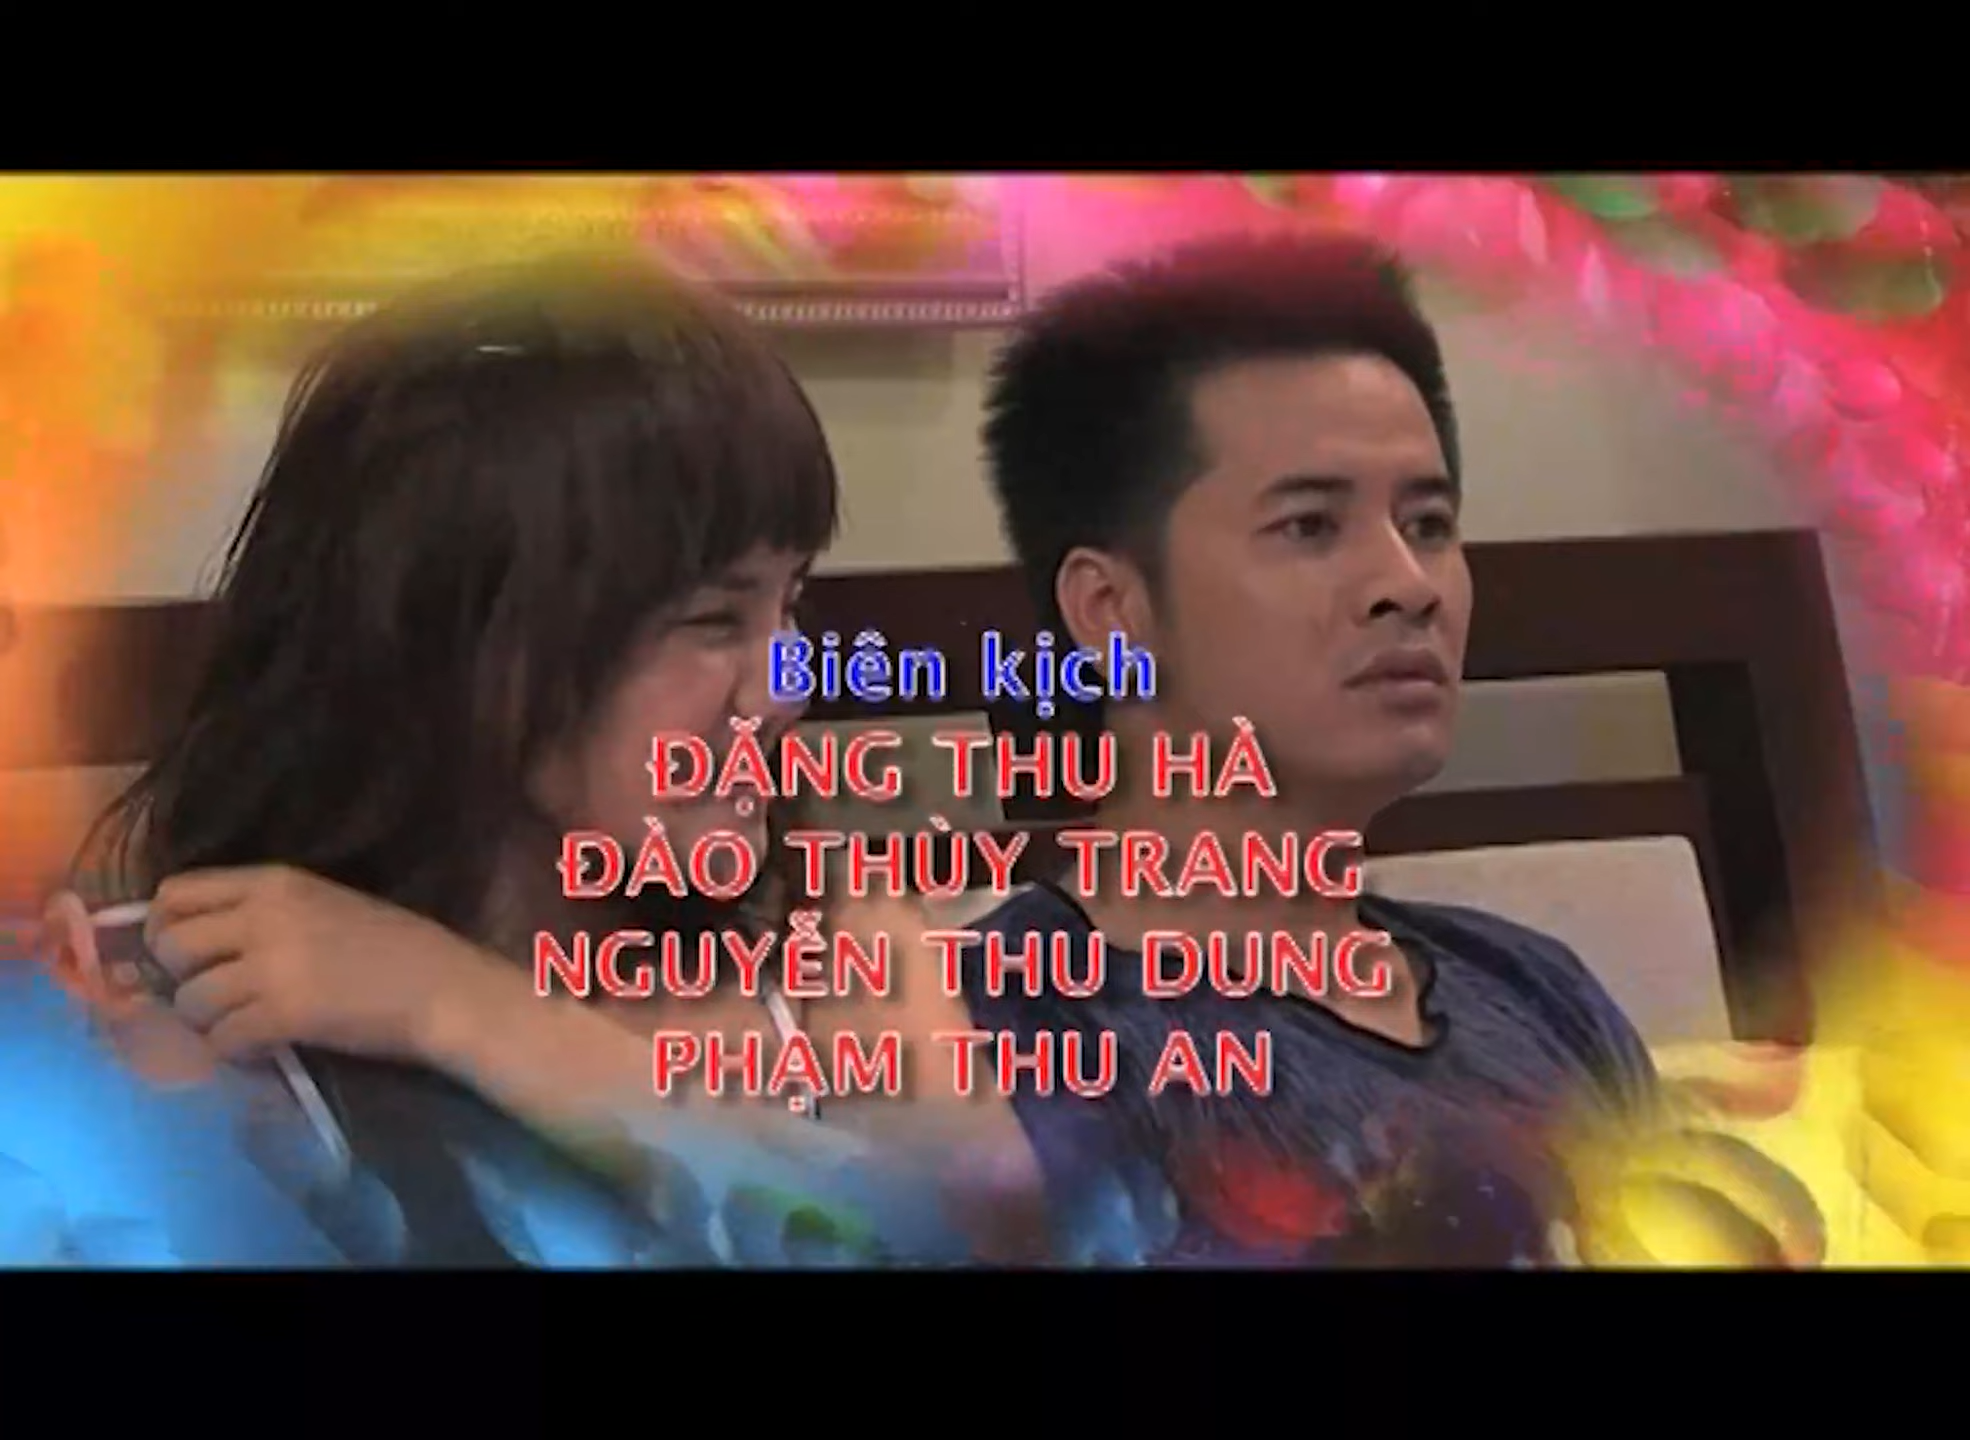 Biên kịch
ĐẶNG THU HÀ
ĐÀO THÙY TRANG
NGUYỄN THU DUNG
PHẠM THU AN